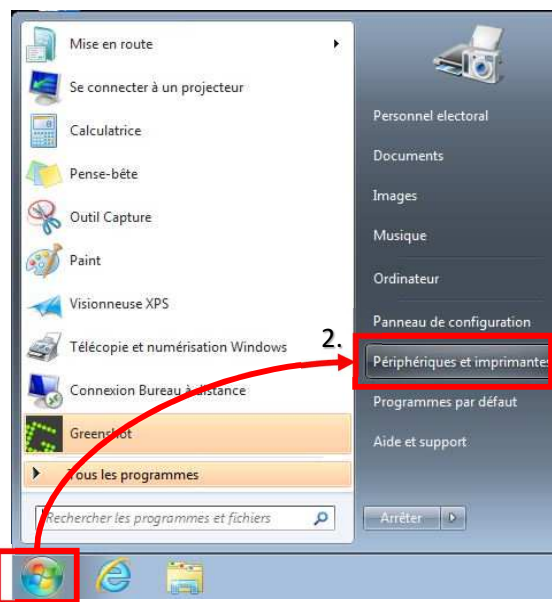 Mise en route
Se connecter à un projecteur
Calculatrice
Pense-bête
Outil Capture
Paint
Visionneuse XPS
Télécopie et numérisation Windows
Connexion Bureau à distance
Greenshot
Tous les programmes
Rechercher les programmes et fichiers
Personnel electoral
Documents
Images
Musique
Ordinateur
Panneau de configuration
2.
Périphériques et imprimantes
Programmes par défaut
Aide et support
Arrêter